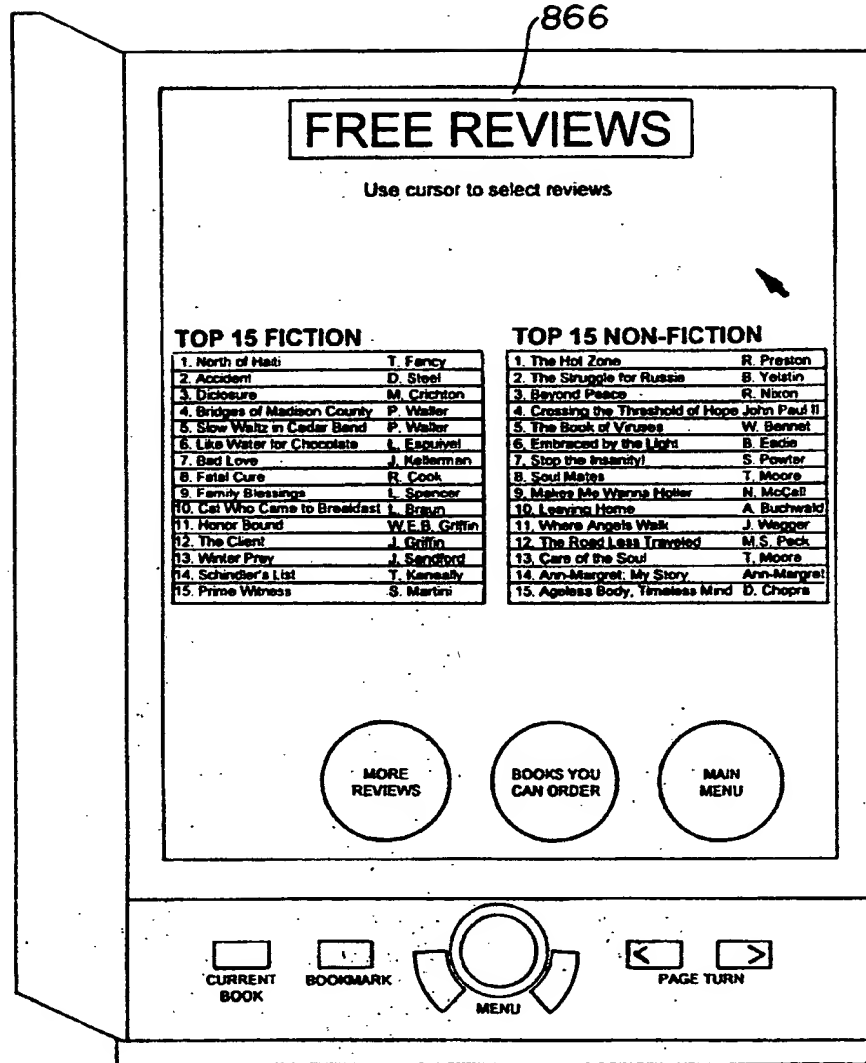 866
FREE REVIEWS
Use cursor to select reviews
TOP 15 FICTION
1. North of Haiti T. Fancy
2. Accident D. Steel
3. Diclosure M. Crichton
4. Bridges of Madison County P. Waller
5. Slow Waltz in Cedar Bend P. Waller
6. Like Water for Chocolate L. Esquivel
7. Bad Love J. Kellerman
8. Fatal Cure R. Cook
9. Family Blessings L. Spencer
10. Cat Who Came to Breakfast L. Braun
11. Honor Bound W.E.B. Griffin
12. The Client J. Griffin
13. Winter Prey J. Sandford
14. Schindler's List T. Keneally
15. Prime Witness S. Martini
TOP 15 NON-FICTION
1. The Hot Zone R. Preston
2. The Struggle for Russia B. Yelstin
3. Beyond Peace R. Nixon
4. Crossing the Threshold of Hope John Paul II
5. The Book of Viruses W. Bennet
6. Embraced by the Light B. Eadie
7. Stop the Insanity! S. Powter
8. Soul Mates T. Moore
9. Makes Me Wanna Holler N. McCall
10. Leaving Home A. Buchwald
11. Where Angels Walk J. Wagger
12. The Road Less Traveled M.S. Peck
13. Care of the Soul T. Moore
14. Ann-Margret: My Story Ann-Margret
15. Ageless Body, Timeless Mind D. Chopra
MORE
REVIEWS
BOOKS YOU
CAN ORDER
MAIN
MENU
< >
CURRENT
BOOK
BOOKMARK
MENU
PAGE TURN